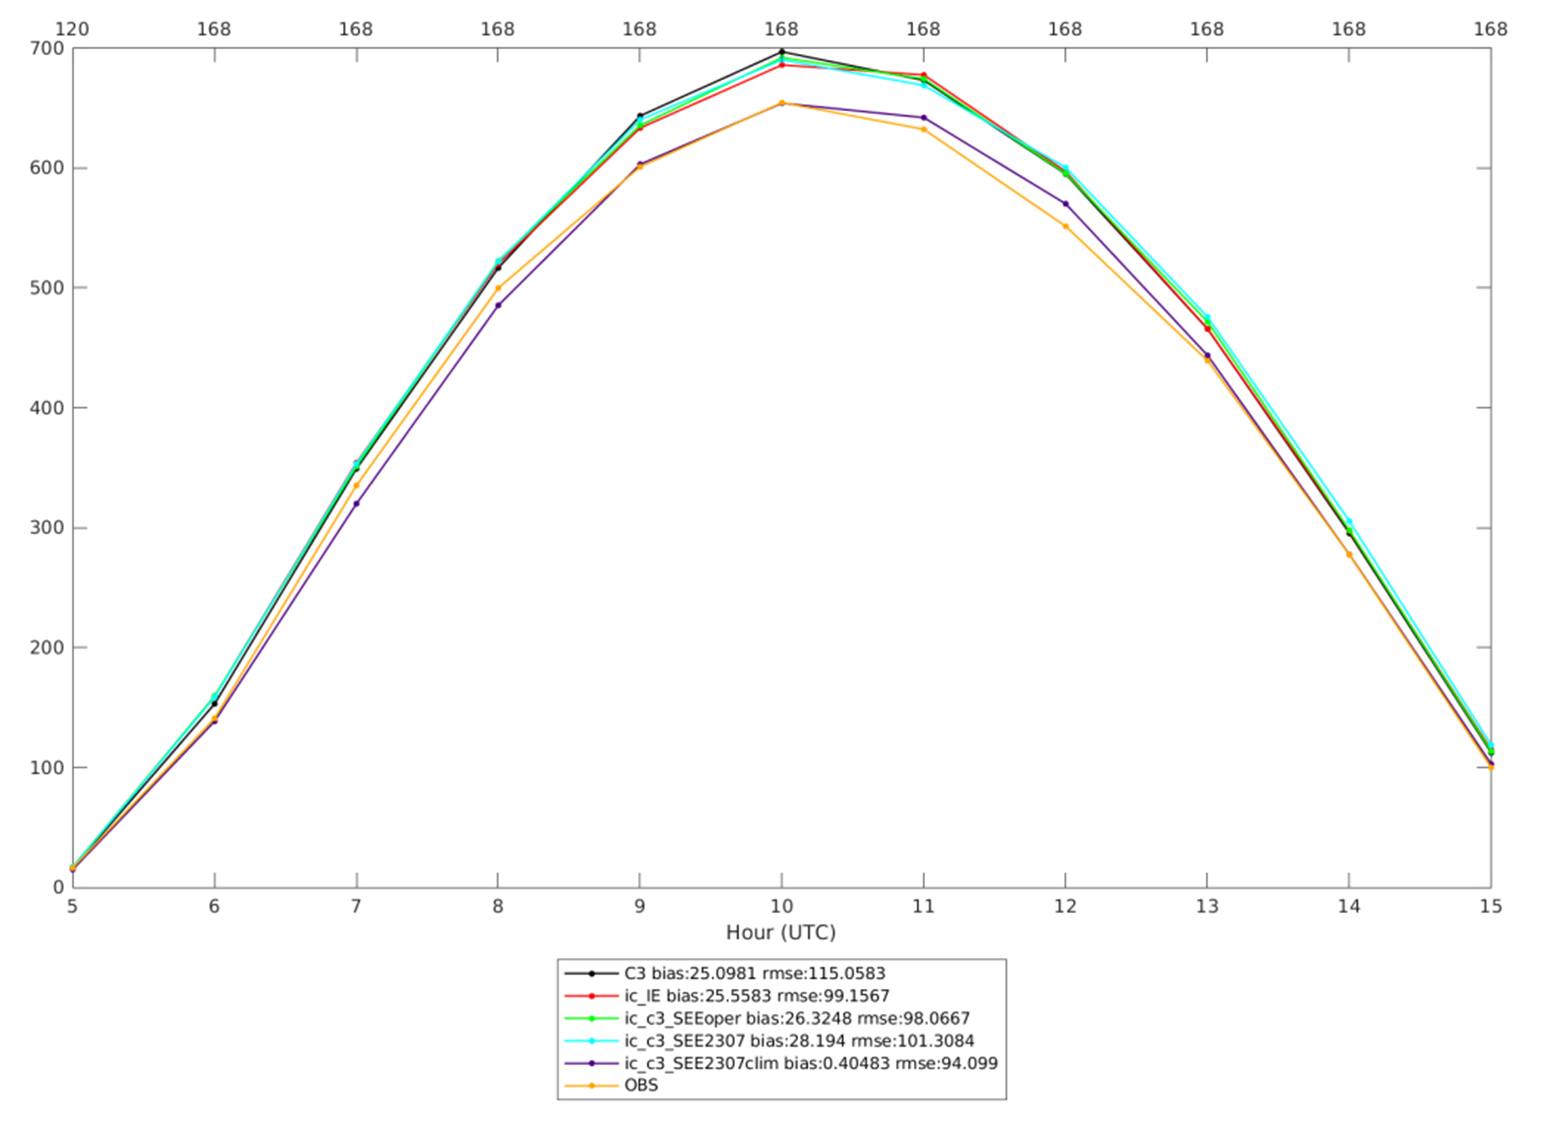 120 168 168 168 168 168 168 168 168 168 168
700
600
500
400
300
200
100
0
5 6 7 8 9 10 11 12 13 14 15
Hour (UTC)
C3 bias:25.0981 rmse:115.0583
ic_IE bias:25.5583 rmse:99.1567
ic_c3_SEEoper bias:26.3248 rmse:98.0667
ic_c3_SEE2307 bias:28.194 rmse:101.3084
ic_c3_SEE2307clim bias:0.40483 rmse:94.099
OBS